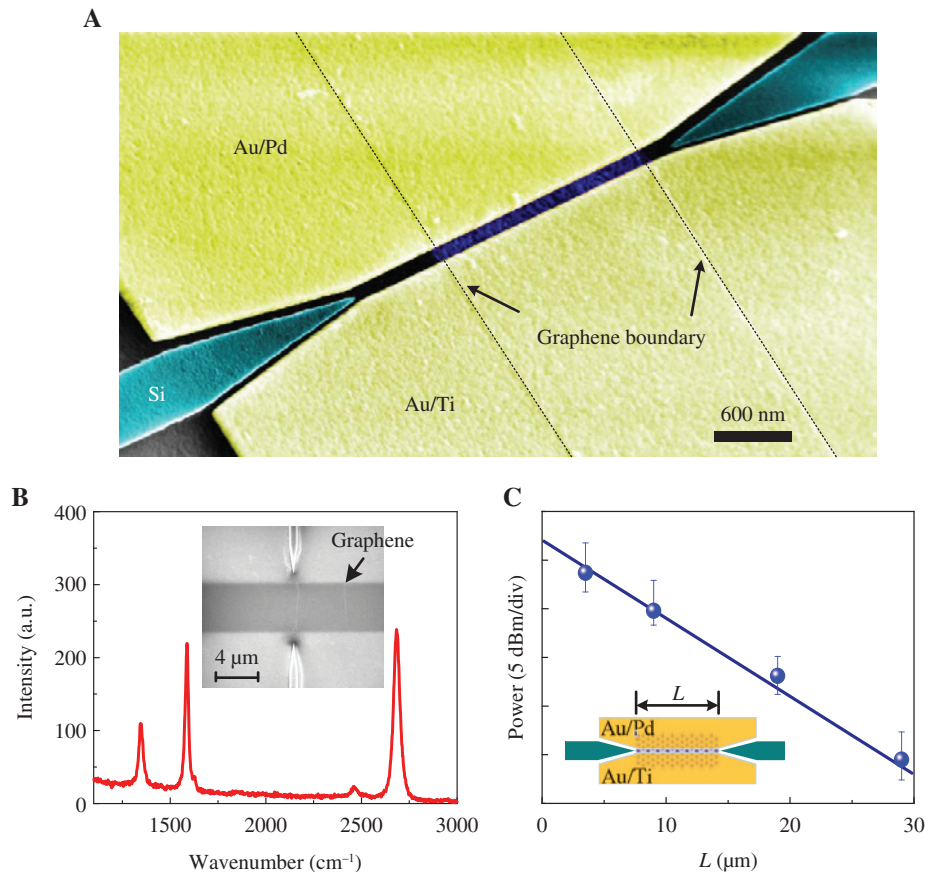 A
Au/Pd
Graphene boundary
Si
Au/Ti
600 nm
B
400
300
200
100
0
Intensity (a.u.)
Graphene
4 μm
1500
2000
2500
3000
Wavenumber (cm⁻¹)
C
Power (5 dBm/div)
L
Au/Pd
Au/Ti
0
10
20
30
L (μm)